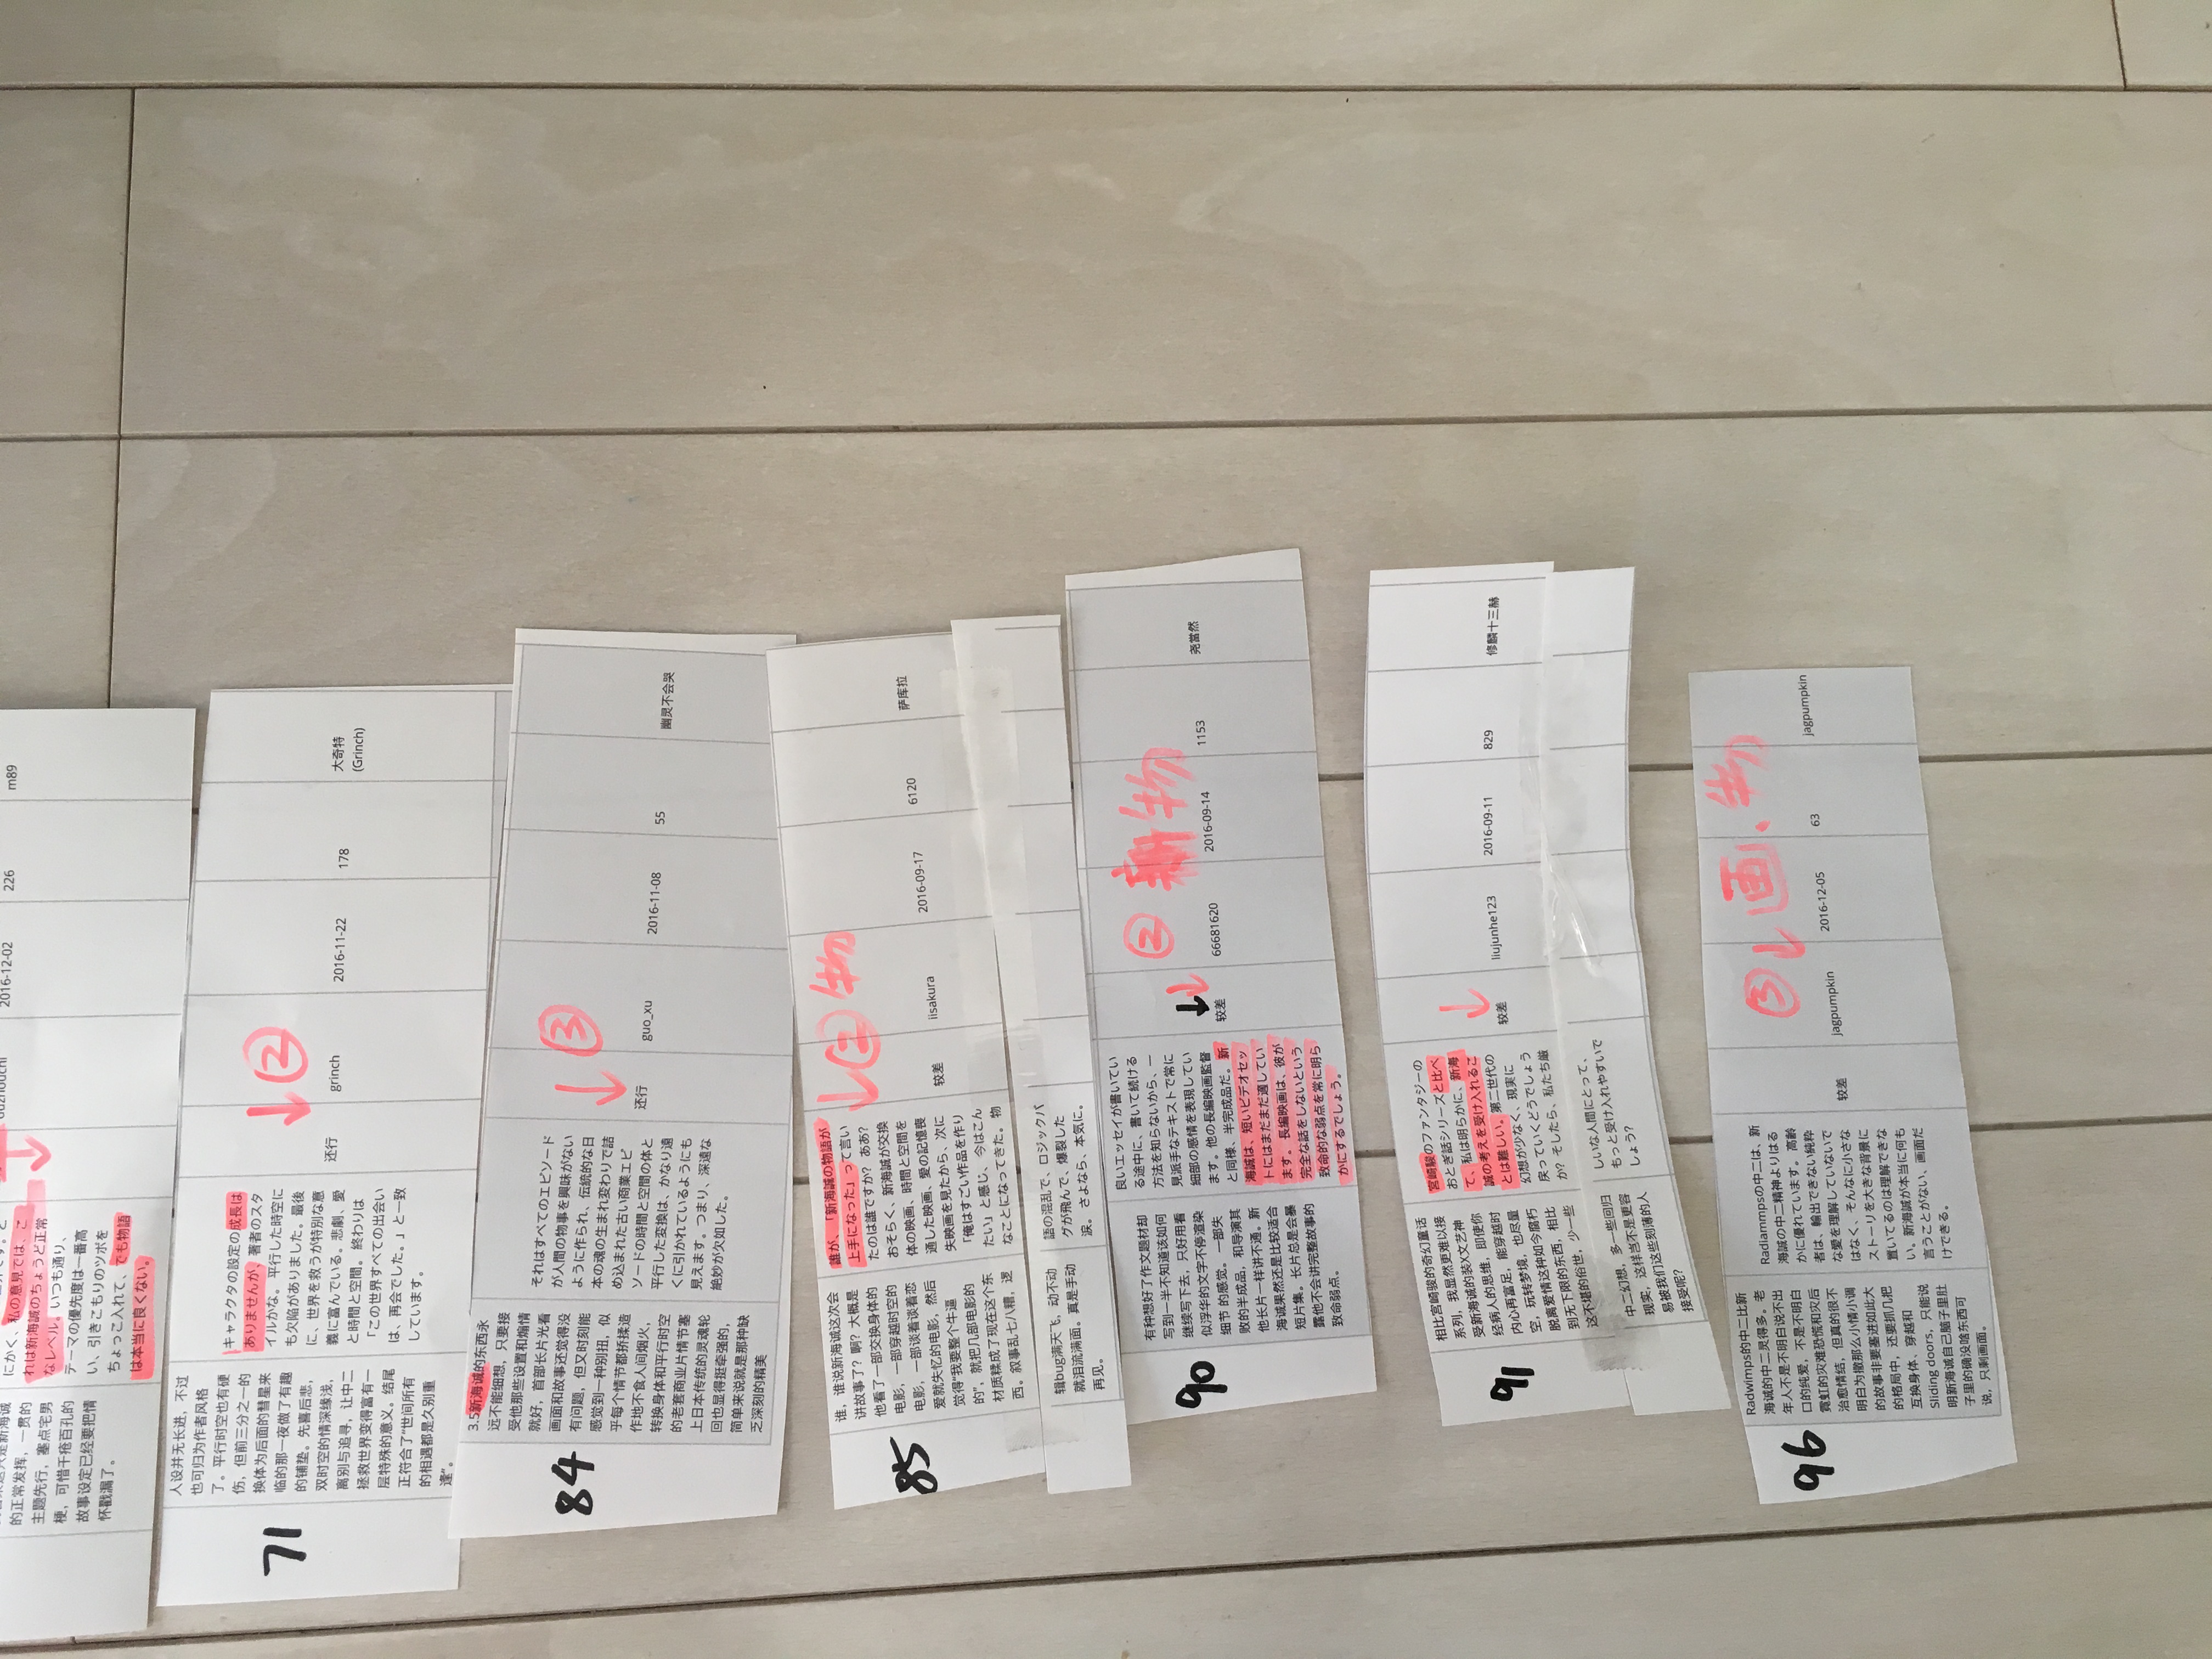 的正常发挥，一贯的
主题先行，塞点宅男
梗，可惜千疮百孔的
故事设定已经要把情
怀戳漏了。
にかく、私の意見では、こ
れは新海誠のちょうど正常
なレベル。いつも通り、
テーマの優先度は一番高
い、引きこもりのツボを
ちょっこ入れて、でも物語
は本当に良くない。
2016-12-02
226
m89
71
人设并无长进，不过
也可归为作者风格
了。平行时空也有硬
伤，但前三分之一的
换体为后面的彗星来
临的那一夜做了有趣
的铺垫。先喜后悲，
双时空的情深缘浅，
离别与追寻，让中二
拯救世界变得富有一
层特殊的意义。结尾
正符合了“世间所有
的相遇都是久别重
逢”。
キャラクタの設定の成長は
ありませんが、著者のスタ
イルかな。平行した時空に
も欠陥がありました。最後
に、世界を救うが特別な意
義に富んでいる。悲劇、愛
と時間と空間。 終わりは
「この世界すべての出会い
は、再会でした。」と一致
しています。
还行
↓②
grinch
2016-11-22
178
大奇特
(Grinch)
84
3.5新海诚的东西永
远不能细想，只要接
受他那些设置和煽情
就好，首部长片光看
画面和故事还觉得没
有问题，但又时刻能
感觉到一种别扭，似
乎每个情节都挤揉造
作地不食人间烟火，
转换身体和平行时空
的老套商业片情节塞
上日本传统的灵魂轮
回也显得挺牵强的，
简单来说就是那种缺
乏深刻的精美
それはすべてのエピソード
が人間の物事を興味がない
ように作られ、伝統的な日
本の魂の生まれ変わりで詰
め込まれた古い商業エピ
ソードの時間と空間の体と
平行した変換は、かなり遠
くに引かれているようにも
見えます。つまり、深遠な
絶妙が欠如した。
还行
↓③
guo_xu
2016-11-08
55
幽灵不会哭
85
谁，谁说新海诚这次会
讲故事了？啊？大概是
他看了一部交换身体的
电影，一部穿越时空的
电影，一部谈着谈着恋
爱就失忆的电影，然后
觉得“我要整个牛逼
的”，就把几部电影的
材质糅成了现在这个东
西。叙事乱七八糟，逻
辑bug满天飞，动不动
就泪流满面。真是手动
再见。
誰が、「新海誠の物語が
上手になった」って言い
たのは誰ですか？ ああ？
おそらく、新海誠が交換
体の映画、時間と空間を
通した映画、愛の記憶喪
失映画を見たから、次に
「俺はすごい作品を作り
たい」と感じ、今はこん
なことになってきた。 物
語の混乱で、ロジックバ
グが飛んで、爆裂した
涙。 さよなら、本気に。
较差
物
iisakura
2016-09-17
6120
萨库拉
90
有种想好了作文题材却
写到一半不知道该如何
继续写下去，只好用看
似浮华的文字不停渲染
细节 的感觉。 一部失
败的半成品，和导演其
他长片一样讲不通。新
海诚果然还是比较适合
短片集。长片总是会暴
露他不会讲完整故事的
致命弱点。
良いエッセイが書いてい
る途中に、書いて続ける
方法を知らないから、一
見派手なテキストで常に
細部の感情を表現してい
ます。他の長編映画監督
と同様、半完成品だ。新
海誠は、短いビデオセッ
トにはまだまだ適してい
ます。 長編映画は、彼が
完全な話をしないという
致命的な弱点を常に明ら
かにするでしょう。
↓↓
较差
② 物
66681620
2016-09-14
1153
尧當然
91
相比宫崎骏的奇幻童话
系列，我显然更难以接
受新海诚的装X文艺神
经病人的思维，即使你
内心再富足，能穿越时
空，玩转梦境，也尽量
脱离爱情这种如今腐朽
到无下限的东西，相比
这不堪的俗世，少一些
中二幻想，多一些回归
现实，这样岂不是更容
易被我们这些刻薄的人
接受呢？
宮崎駿のファンタジーの
おとぎ話シリーズと比べ
て、私は明らかに、新海
誠の考えを受け入れるこ
とは難しい。第二世代の
幻想が少なく、現実に
戻っていくどうでしょう
か？そしたら、私たち厳
しいな人間にとって、
もっと受け入れやすいで
しょう？
↓
较差
liujunhe123
2016-09-11
829
修麟十三赫
96
Radwimps的中二比新
海诚的中二灵得多。老
年人不是不明白说不出
口的纯爱，不是不明白
霓虹的灾难恐慌和灾后
治愈情结，但真的很不
明白为撒那么小情小调
的故事非要塞进如此大
的格局中，还要抓几把
互换身体、穿越和
Sliding doors，只能说
明新海诚自己脑子里肚
子里的确没啥东西可
说，只剩画面。
Radiammpsの中二は、新
海誠の中二精神よりはる
かに優れています。 高齢
者は、輸出できない純粋
な愛を理解していないで
はなく、そんなに小さな
ストーリを大きな背景に
置いてるのは理解できな
い。新海誠が本当に何も
言うことがない、画面だ
けできる。
较差
③↓画、物
jagpumpkin
2016-12-05
63
jagpumpkin